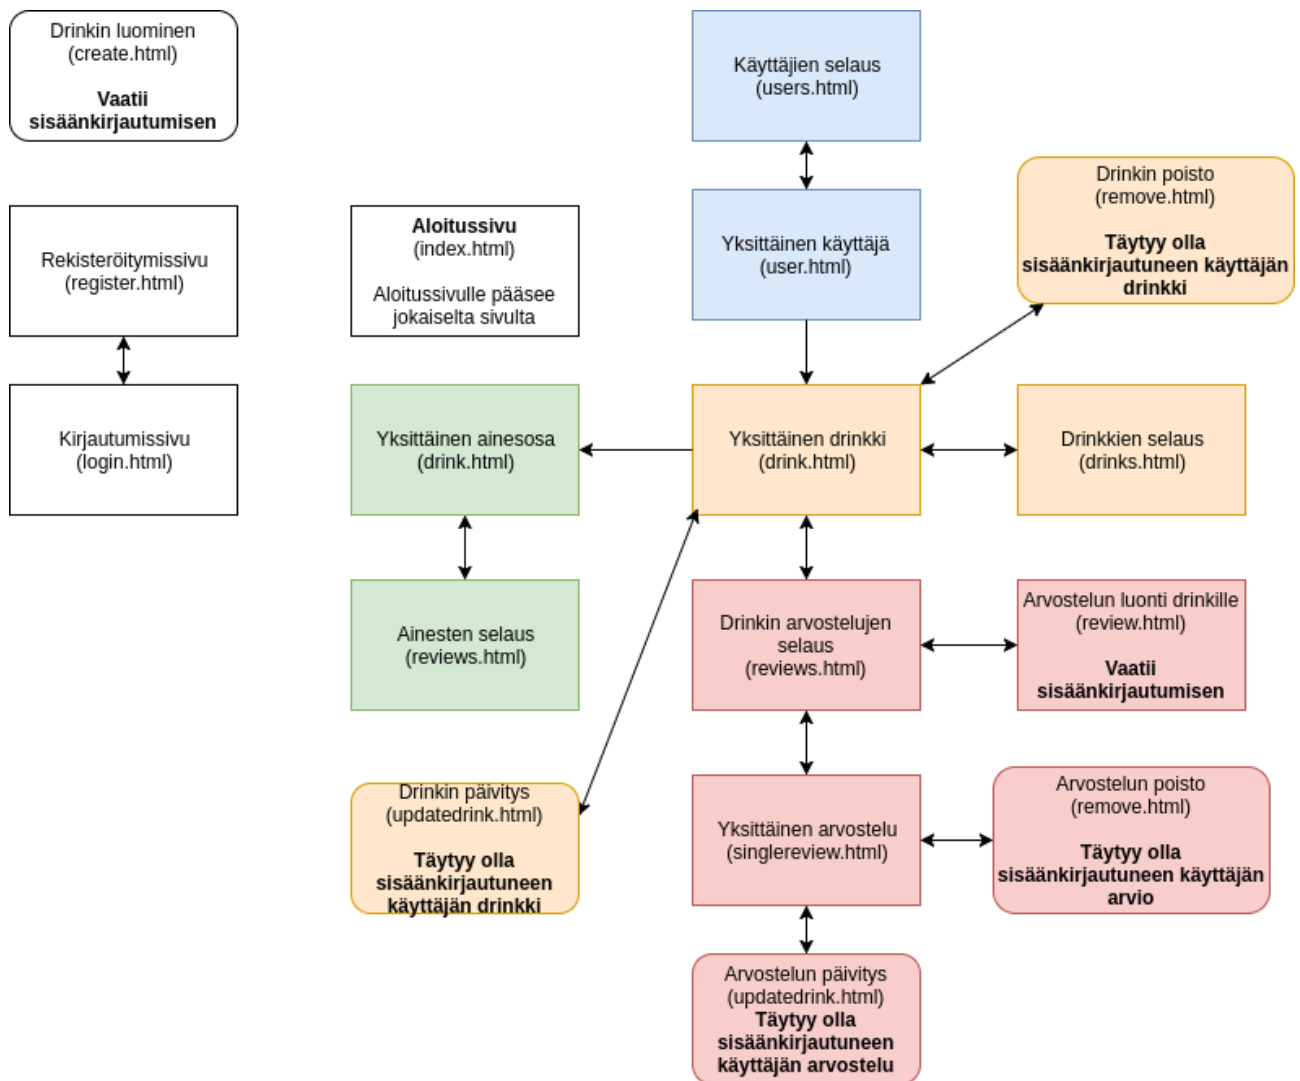 Drinkin luominen
(create.html)
Vaatii
sisäänkirjautumisen
Käyttäjien selaus
(users.html)
Drinkin poisto
(remove.html)
Täytyy olla
sisäänkirjautuneen käyttäjän
drinkki
Rekisteröitymissivu
(register.html)
Aloitussivu
(index.html)
Aloitussivulle pääsee
jokaiselta sivulta
Yksittäinen käyttäjä
(user.html)
Kirjautumissivu
(login.html)
Yksittäinen ainesosa
(drink.html)
Yksittäinen drinkki
(drink.html)
Drinkkien selaus
(drinks.html)
Ainesten selaus
(reviews.html)
Drinkin arvostelujen
selaus
(reviews.html)
Arvostelun luonti drinkille
(review.html)
Vaatii
sisäänkirjautumisen
Drinkin päivitys
(updatedrink.html)
Täytyy olla
sisäänkirjautuneen
käyttäjän drinkki
Yksittäinen arvostelu
(singlereview.html)
Arvostelun poisto
(remove.html)
Täytyy olla
sisäänkirjautuneen käyttäjän
arvio
Arvostelun päivitys
(updatedrink.html)
Täytyy olla
sisäänkirjautuneen
käyttäjän arvostelu